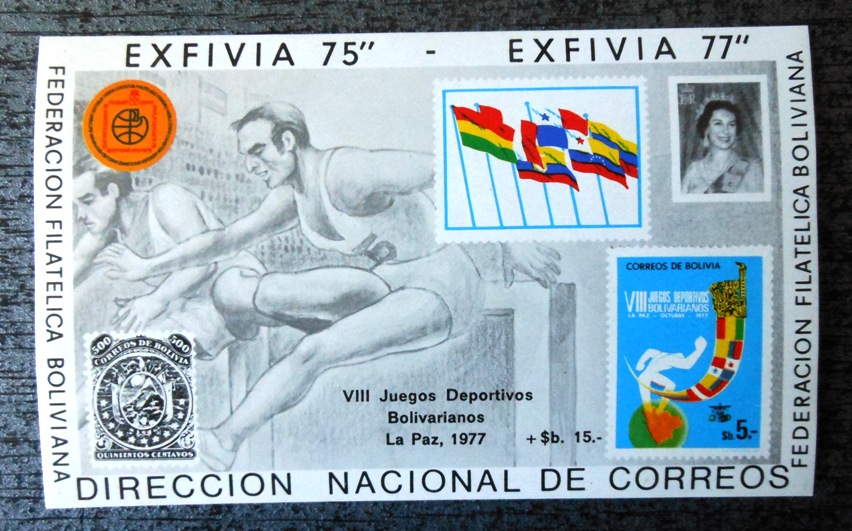 EXFIVIA 75" - EXFIVIA 77"
FEDERACION FILATELICA BOLIVIANA
FEDERACION FILATELICA BOLIVIANA
E R
CORREOS DE BOLIVIA
VIII JUEGOS DEPORTIVOS
BOLIVARIANOS
LA PAZ - OCTUBRE - 1977
$b. 5.-
500 500
CORREOS DE BOLIVIA
QUINIENTOS CENTAVOS
VIII Juegos Deportivos
Bolivarianos
La Paz, 1977 + $b. 15.-
DIRECCION NACIONAL DE CORREOS